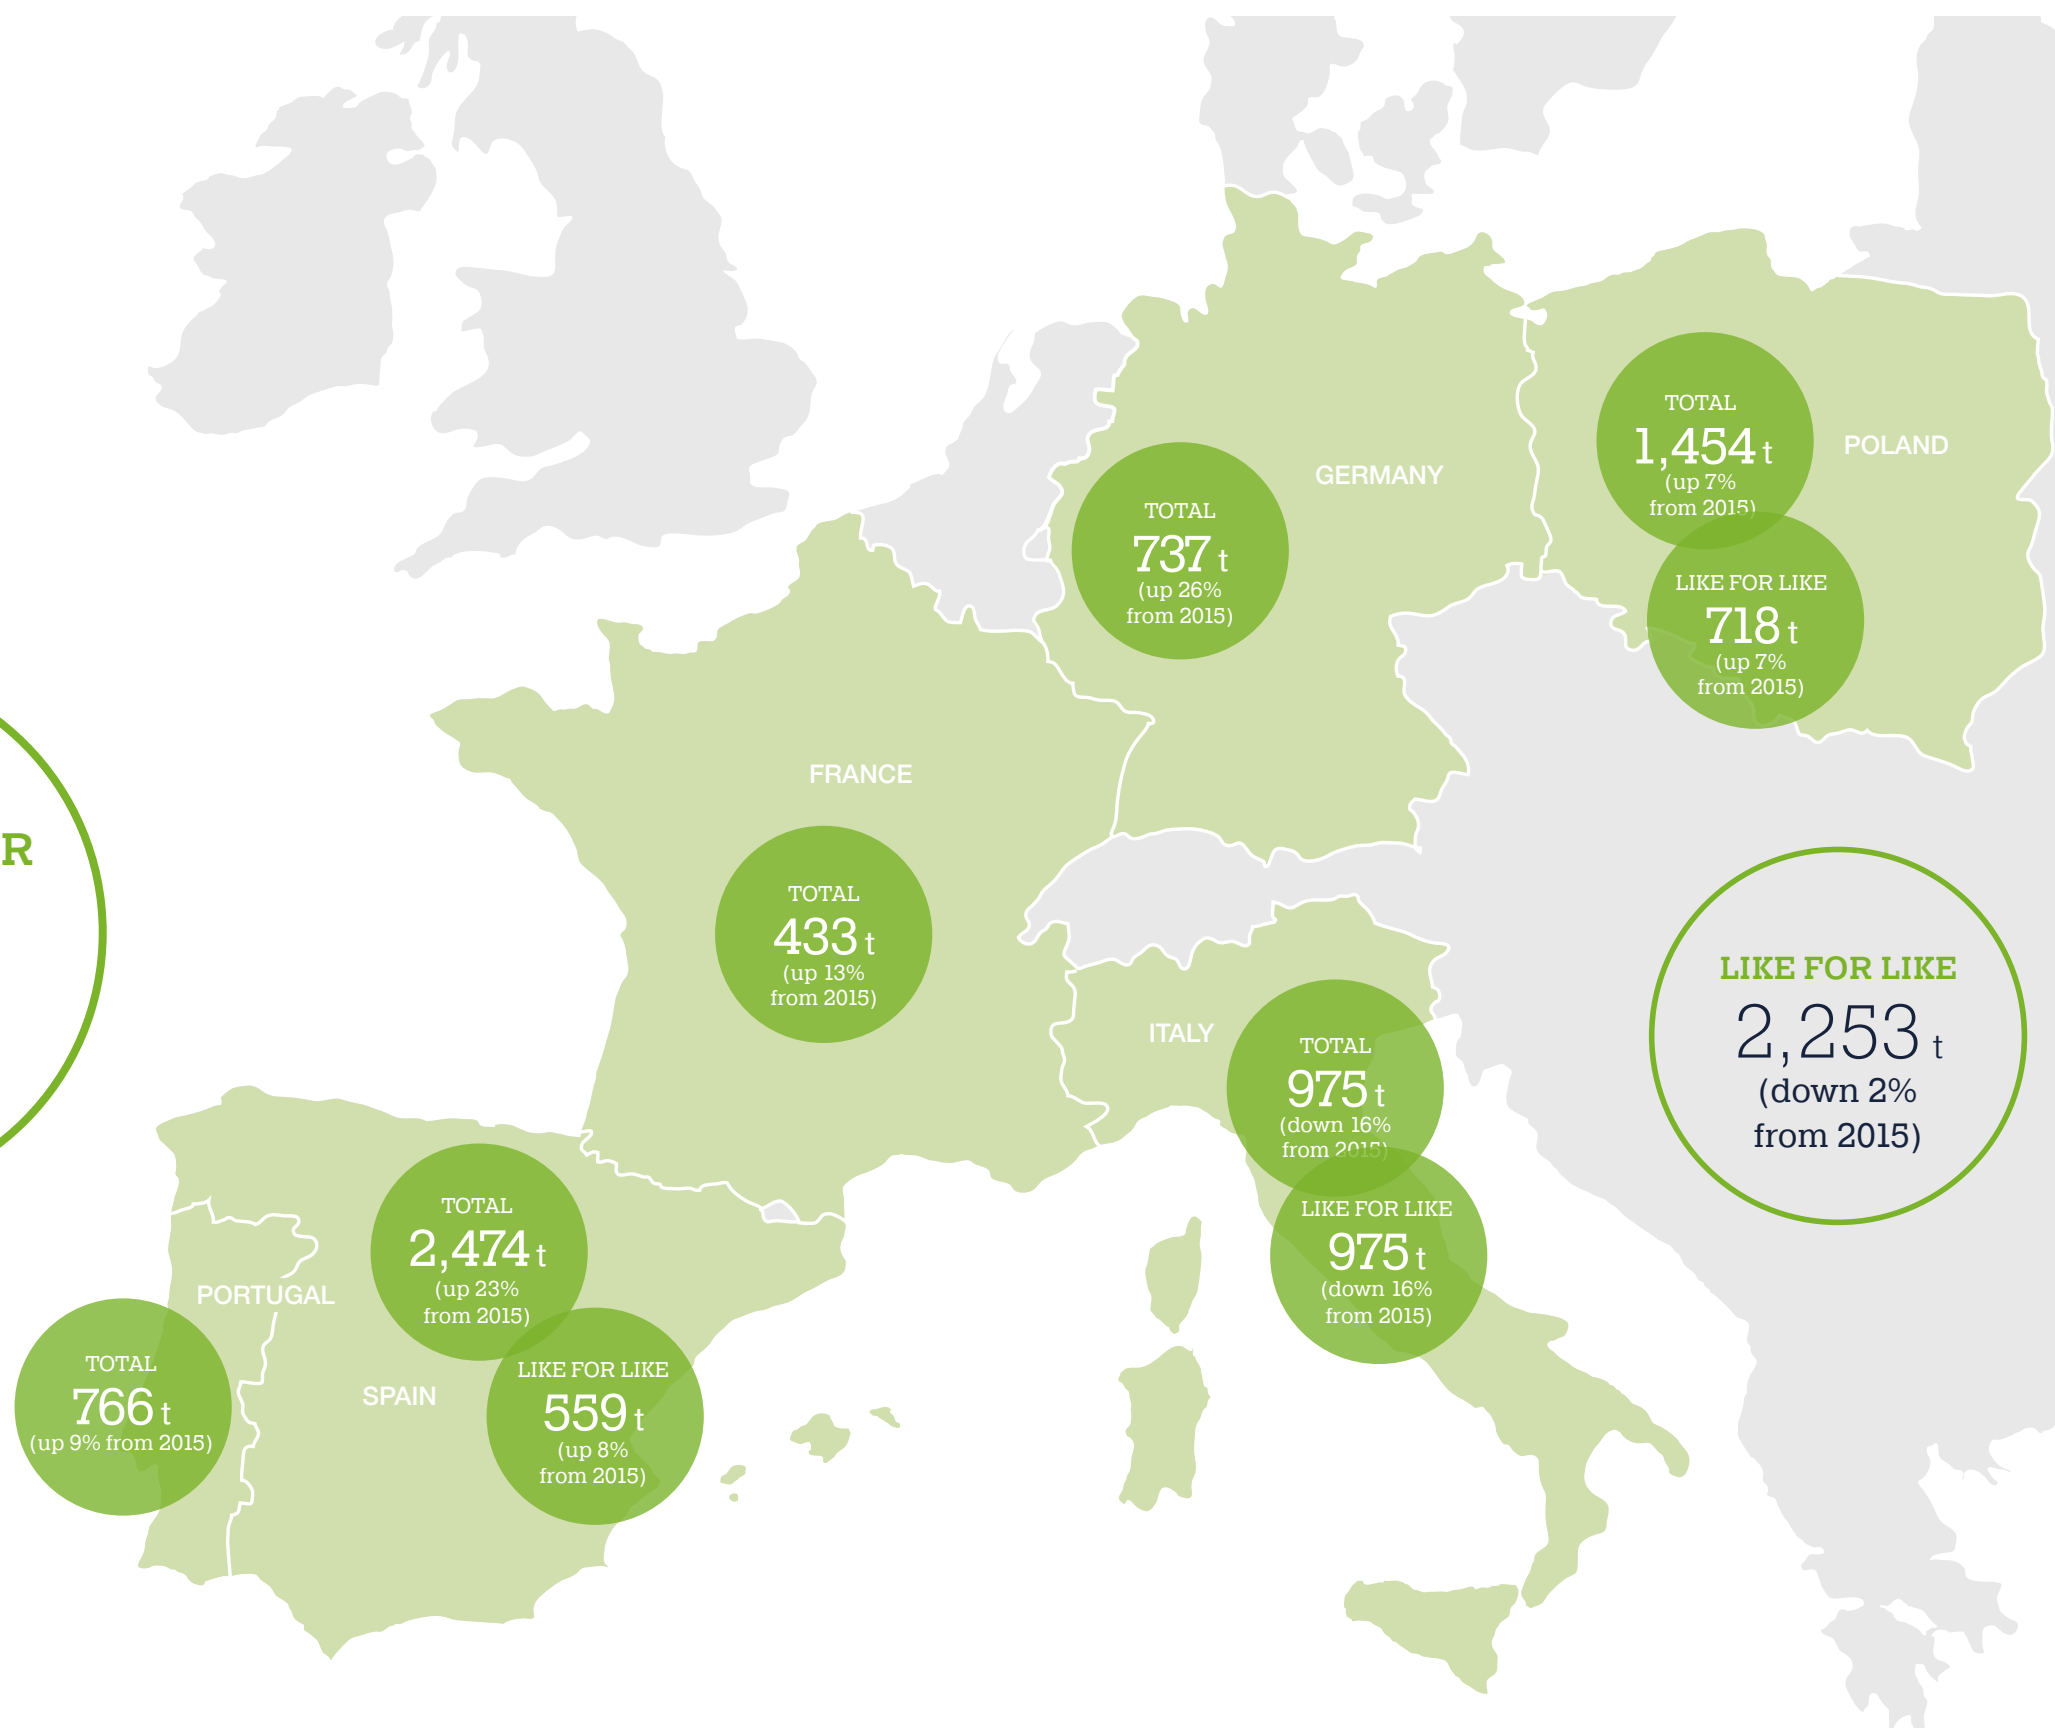 TOTAL
1,454 t
(up 7%
from 2015)
POLAND
GERMANY
TOTAL
737 t
(up 26%
from 2015)
LIKE FOR LIKE
718 t
(up 7%
from 2015)
FRANCE
R
TOTAL
433 t
(up 13%
from 2015)
LIKE FOR LIKE
2,253 t
(down 2%
from 2015)
ITALY
TOTAL
975 t
(down 16%
from 2015)
LIKE FOR LIKE
975 t
(down 16%
from 2015)
TOTAL
2,474 t
(up 23%
from 2015)
PORTUGAL
TOTAL
766 t
(up 9% from 2015)
SPAIN
LIKE FOR LIKE
559 t
(up 8%
from 2015)